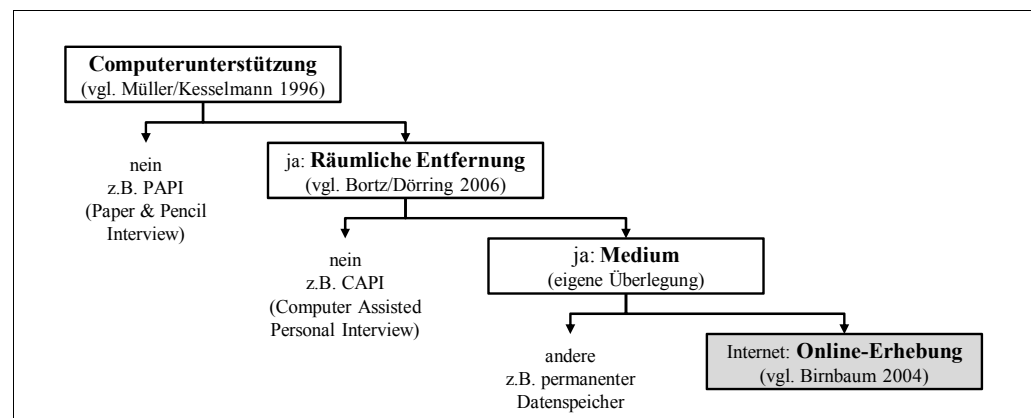 Computerunterstützung
(vgl. Müller/Kesselmann 1996)
nein
z.B. PAPI
(Paper & Pencil
Interview)
ja: Räumliche Entfernung
(vgl. Bortz/Dörring 2006)
nein
z.B. CAPI
(Computer Assisted
Personal Interview)
ja: Medium
(eigene Überlegung)
andere
z.B. permanenter
Datenspeicher
Internet: Online-Erhebung
(vgl. Birnbaum 2004)